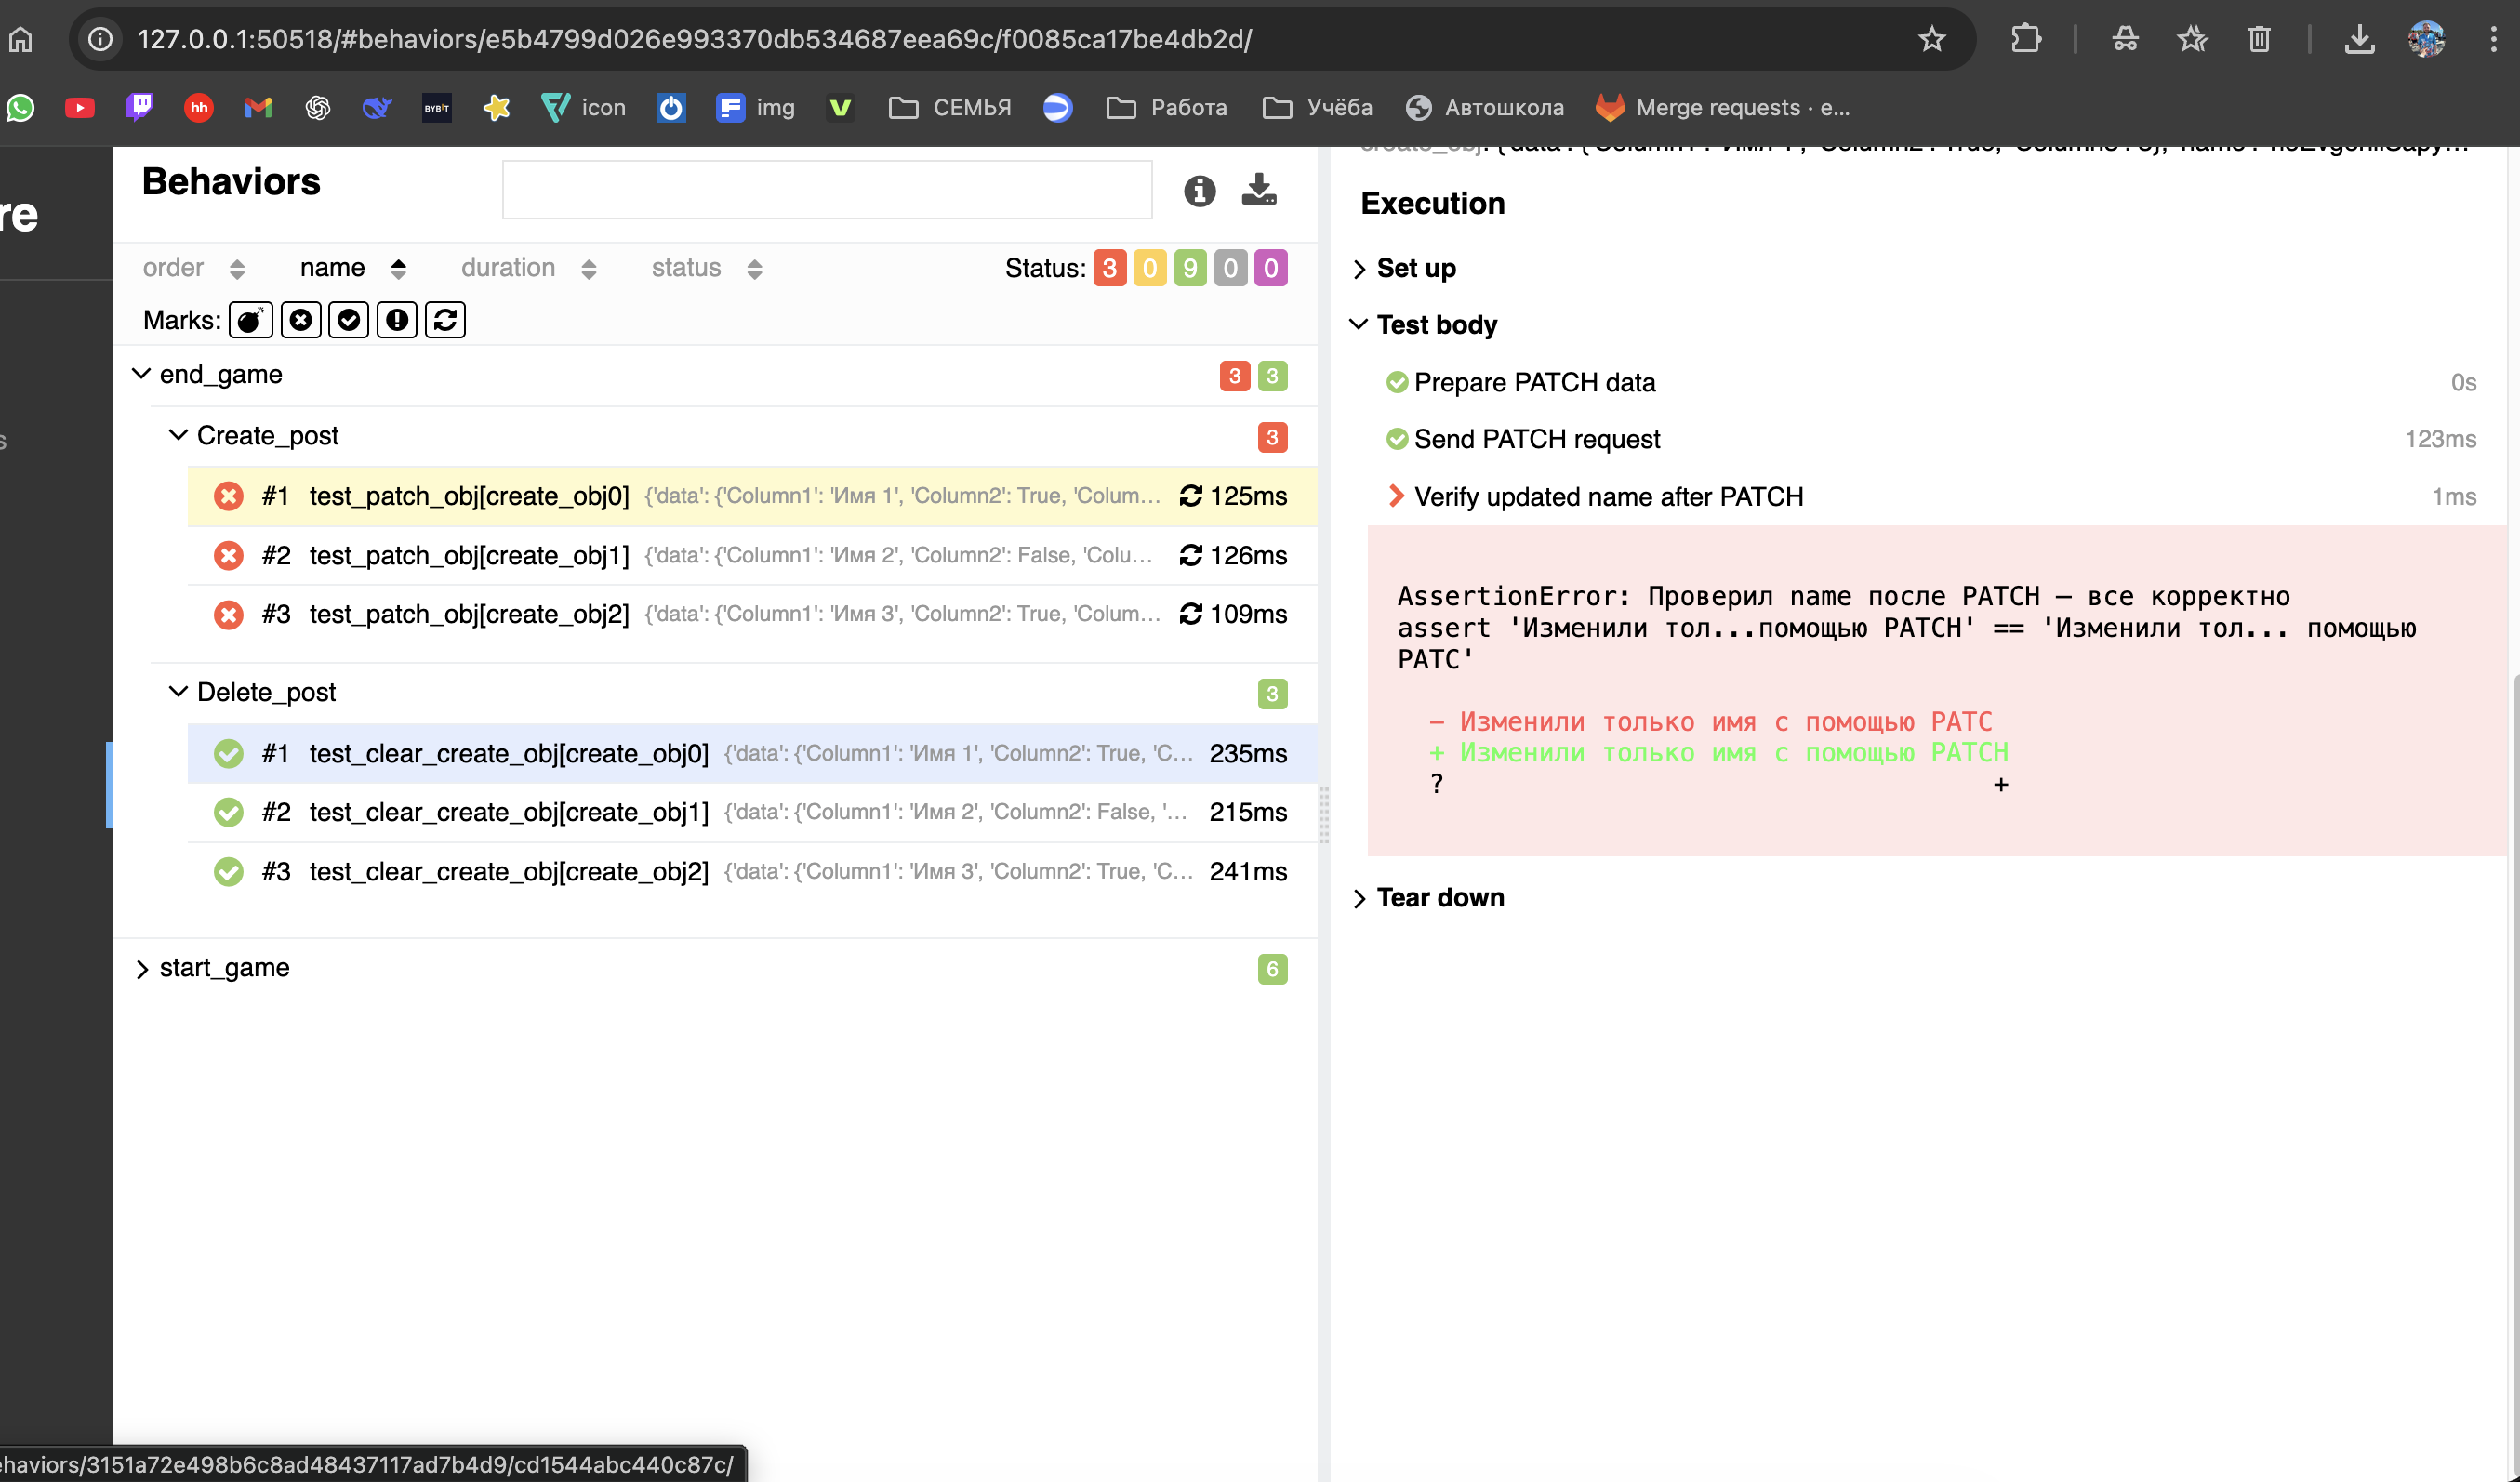 127.0.0.1:50518/#behaviors/e5b4799d026e993370db534687eea69c/f0085ca17be4db2d/
hh
BYBIT
icon
img
СЕМЬЯ
Работа
Учёба
Автошкола
Merge requests · e...
re
s
Behaviors
order
name
duration
status
Status: 3 0 9 0 0
Marks:
end_game 3 3
Create_post 3
#1 test_patch_obj[create_obj0] {'data': {'Column1': 'Имя 1', 'Column2': True, 'Colum... 125ms
#2 test_patch_obj[create_obj1] {'data': {'Column1': 'Имя 2', 'Column2': False, 'Colu... 126ms
#3 test_patch_obj[create_obj2] {'data': {'Column1': 'Имя 3', 'Column2': True, 'Colum... 109ms
Delete_post 3
#1 test_clear_create_obj[create_obj0] {'data': {'Column1': 'Имя 1', 'Column2': True, 'C... 235ms
#2 test_clear_create_obj[create_obj1] {'data': {'Column1': 'Имя 2', 'Column2': False, '... 215ms
#3 test_clear_create_obj[create_obj2] {'data': {'Column1': 'Имя 3', 'Column2': True, 'C... 241ms
start_game 6
Execution
Set up
Test body
Prepare PATCH data 0s
Send PATCH request 123ms
Verify updated name after PATCH 1ms
AssertionError: Проверил name после PATCH — все корректно
assert 'Изменили тол...помощью PATCH' == 'Изменили тол... помощью
PATC'
- Изменили только имя с помощью PATC
+ Изменили только имя с помощью PATCH
? +
Tear down
ehaviors/3151a72e498b6c8ad48437117ad7b4d9/cd1544abc440c87c/